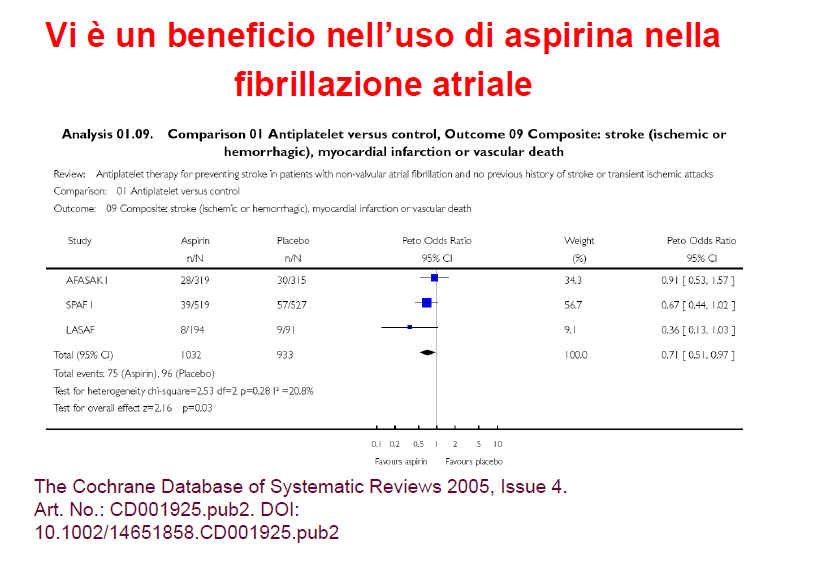 Vi è un beneficio nell'uso di aspirina nella
fibrillazione atriale
Analysis 01.09. Comparison 01 Antiplatelet versus control, Outcome 09 Composite: stroke (ischemic or
hemorrhagic), myocardial infarction or vascular death
Review: Antiplatelet therapy for preventing stroke in patients with non-valvular atrial fibrillation and no previous history of stroke or transient ischemic attacks
Comparison: 01 Antiplatelet versus control
Outcome: 09 Composite: stroke (ischemic or hemorrhagic), myocardial infarction or vascular death
Study Aspirin Placebo Peto Odds Ratio Weight Peto Odds Ratio
n/N n/N 95% CI (%) 95% CI
AFASAK I 28/319 30/315 34.3 0.91 [ 0.53, 1.57 ]
SPAF I 39/519 57/527 56.7 0.67 [ 0.44, 1.02 ]
LASAF 8/194 9/91 9.1 0.36 [ 0.13, 1.03 ]
Total (95% CI) 1032 933 100.0 0.71 [ 0.51, 0.97 ]
Total events: 75 (Aspirin), 96 (Placebo)
Test for heterogeneity chi-square=2.53 df=2 p=0.28 I² =20.8%
Test for overall effect z=2.16 p=0.03
0.1 0.2 0.5 1 2 5 10
Favours aspirin Favours placebo
The Cochrane Database of Systematic Reviews 2005, Issue 4.
Art. No.: CD001925.pub2. DOI:
10.1002/14651858.CD001925.pub2